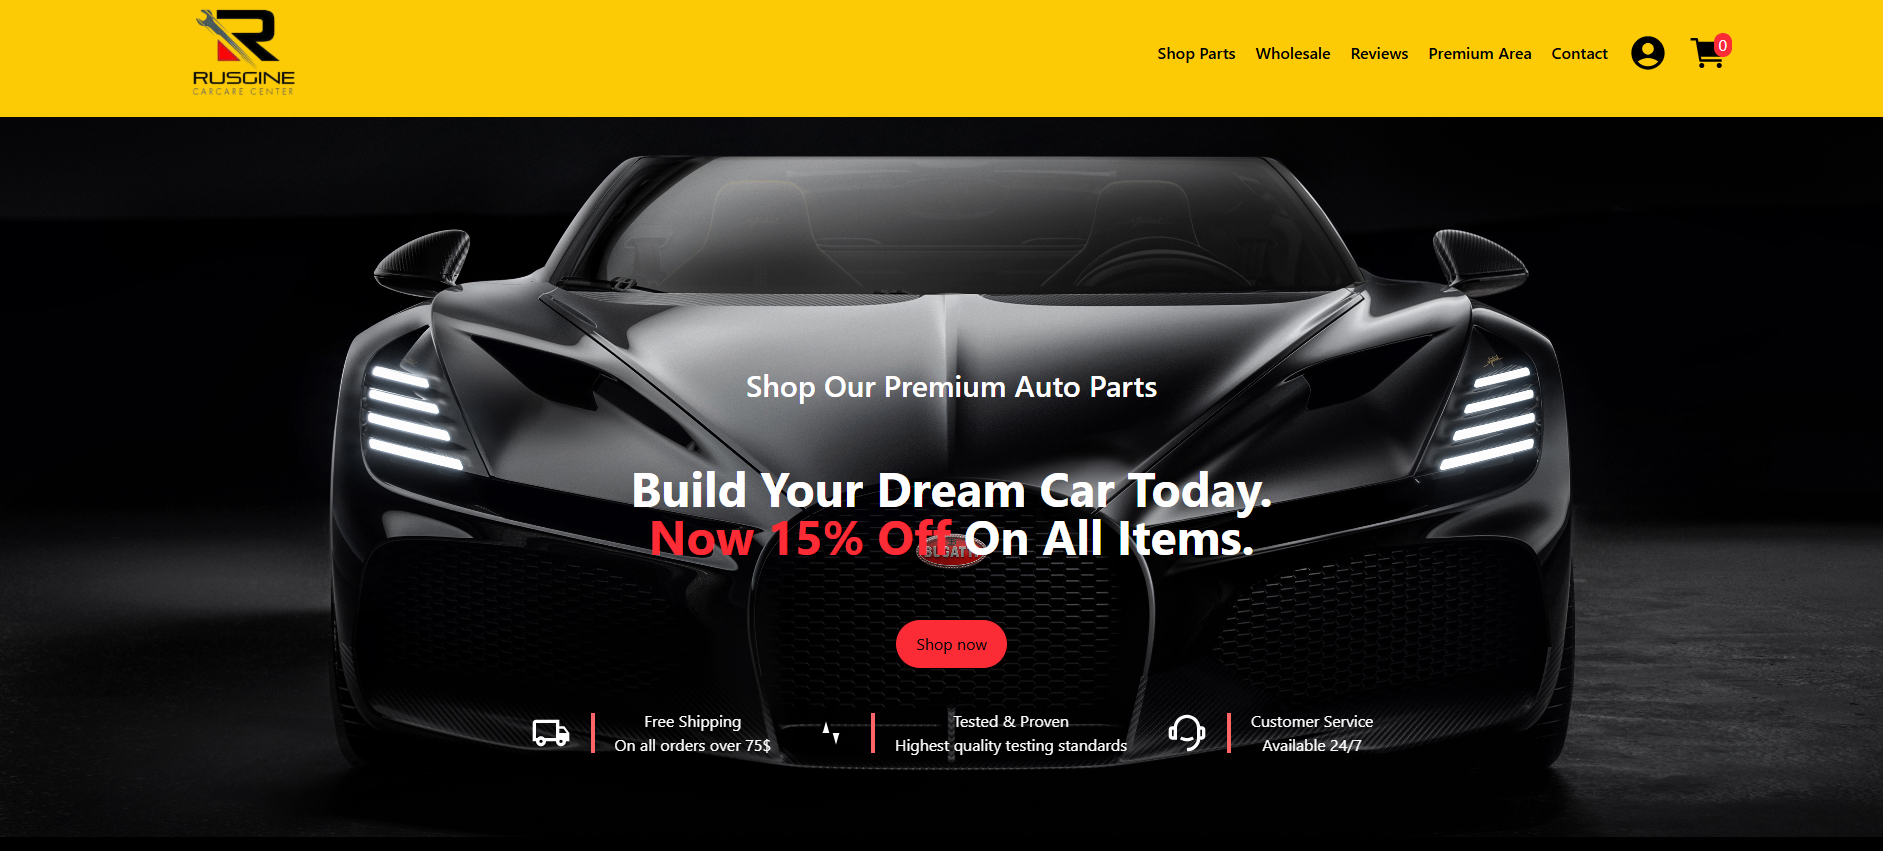 RUSGINE
CARCARE CENTER
Shop Parts Wholesale Reviews Premium Area Contact 0
Shop Our Premium Auto Parts
Build Your Dream Car Today.
Now 15% Off On All Items.
BUGATTI
Shop now
Free Shipping
On all orders over 75$
Tested & Proven
Highest quality testing standards
Customer Service
Available 24/7